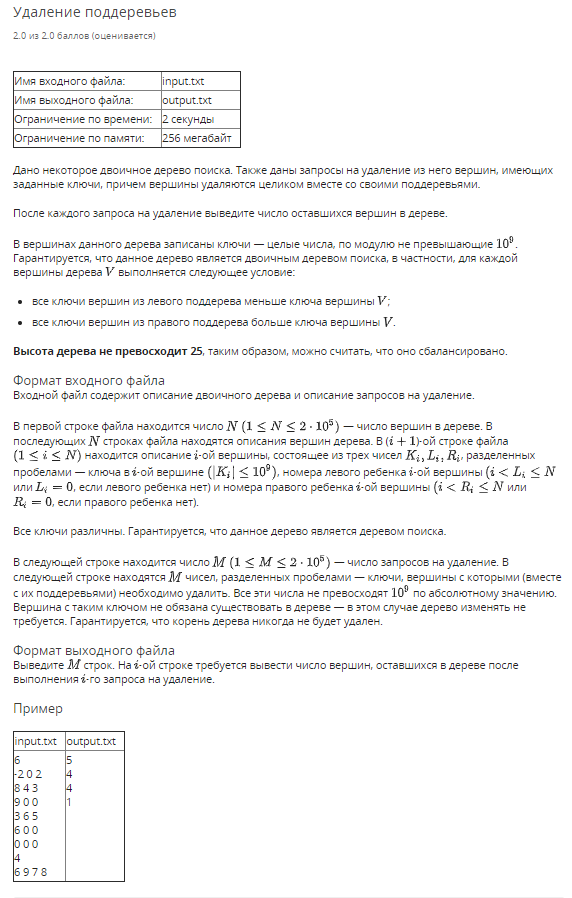 Удаление поддеревьев
2.0 из 2.0 баллов (оценивается)
Имя входного файла: input.txt
Имя выходного файла: output.txt
Ограничение по времени: 2 секунды
Ограничение по памяти: 256 мегабайт
Дано некоторое двоичное дерево поиска. Также даны запросы на удаление из него вершин, имеющих
заданные ключи, причем вершины удаляются целиком вместе со своими поддеревьями.
После каждого запроса на удаление выведите число оставшихся вершин в дереве.
В вершинах данного дерева записаны ключи — целые числа, по модулю не превышающие 10^9.
Гарантируется, что данное дерево является двоичным деревом поиска, в частности, для каждой
вершины дерева V выполняется следующее условие:
• все ключи вершин из левого поддерева меньше ключа вершины V;
• все ключи вершин из правого поддерева больше ключа вершины V.
Высота дерева не превосходит 25, таким образом, можно считать, что оно сбалансировано.
Формат входного файла
Входной файл содержит описание двоичного дерева и описание запросов на удаление.
В первой строке файла находится число N (1 ≤ N ≤ 2 · 10^5) — число вершин в дереве. В
последующих N строках файла находятся описания вершин дерева. В (i + 1)-ой строке файла
(1 ≤ i ≤ N) находится описание i-ой вершины, состоящее из трех чисел K_i, L_i, R_i, разделенных
пробелами — ключа в i-ой вершине (|K_i| ≤ 10^9), номера левого ребенка i-ой вершины (i < L_i ≤ N
или L_i = 0, если левого ребенка нет) и номера правого ребенка i-ой вершины (i < R_i ≤ N или
R_i = 0, если правого ребенка нет).
Все ключи различны. Гарантируется, что данное дерево является деревом поиска.
В следующей строке находится число M (1 ≤ M ≤ 2 · 10^5) — число запросов на удаление. В
следующей строке находятся M чисел, разделенных пробелами — ключи, вершины с которыми (вместе
с их поддеревьями) необходимо удалить. Все эти числа не превосходят 10^9 по абсолютному значению.
Вершина с таким ключом не обязана существовать в дереве — в этом случае дерево изменять не
требуется. Гарантируется, что корень дерева никогда не будет удален.
Формат выходного файла
Выведите M строк. На i-ой строке требуется вывести число вершин, оставшихся в дереве после
выполнения i-го запроса на удаление.
Пример
input.txt output.txt
6 5
-2 0 2 4
8 4 3 4
9 0 0 1
3 6 5
6 0 0
0 0 0
4
6 9 7 8